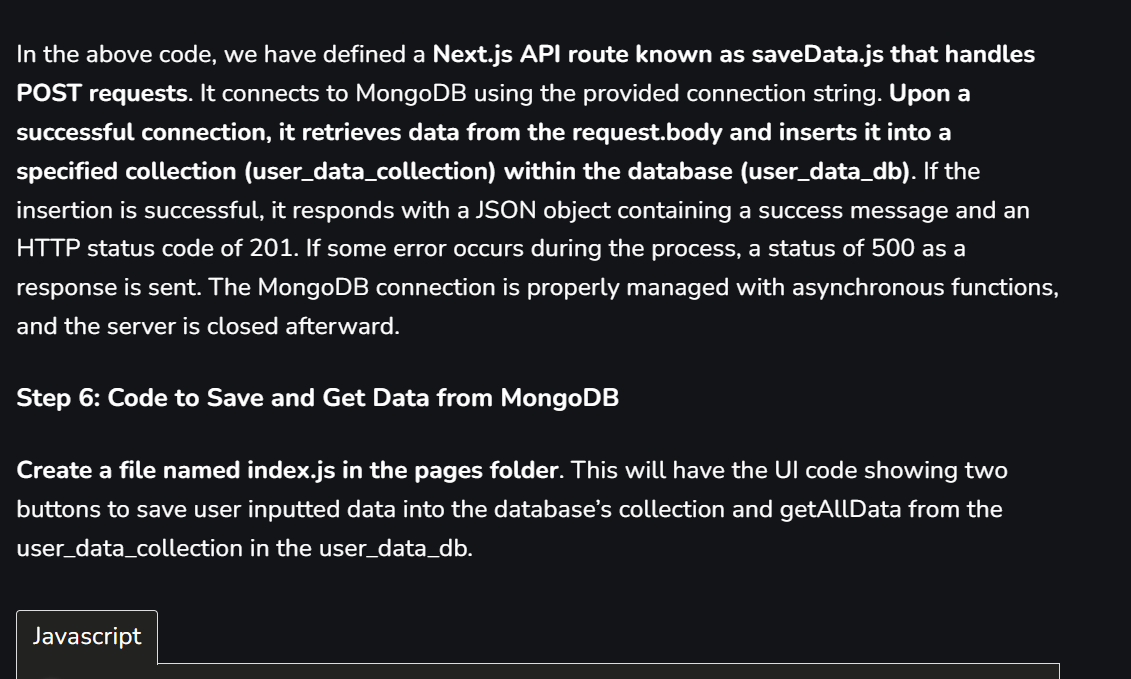 In the above code, we have defined a Next.js API route known as saveData.js that handles
POST requests. It connects to MongoDB using the provided connection string. Upon a
successful connection, it retrieves data from the request.body and inserts it into a
specified collection (user_data_collection) within the database (user_data_db). If the
insertion is successful, it responds with a JSON object containing a success message and an
HTTP status code of 201. If some error occurs during the process, a status of 500 as a
response is sent. The MongoDB connection is properly managed with asynchronous functions,
and the server is closed afterward.
Step 6: Code to Save and Get Data from MongoDB
Create a file named index.js in the pages folder. This will have the UI code showing two
buttons to save user inputted data into the database’s collection and getAllData from the
user_data_collection in the user_data_db.
Javascript